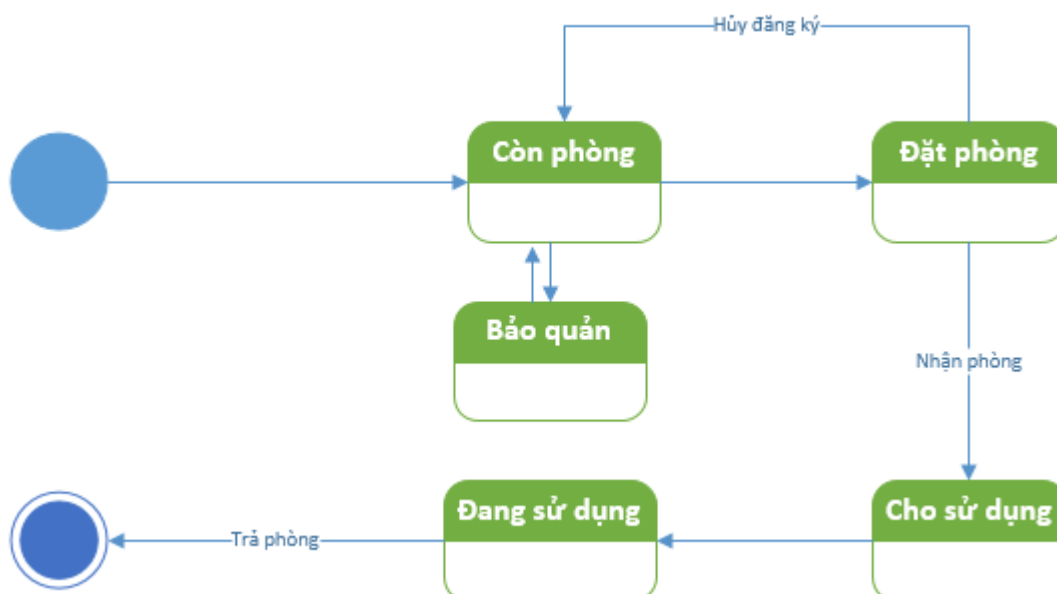 Hủy đăng ký
Còn phòng
Đặt phòng
Bảo quản
Nhận phòng
Đang sử dụng
Cho sử dụng
Trả phòng